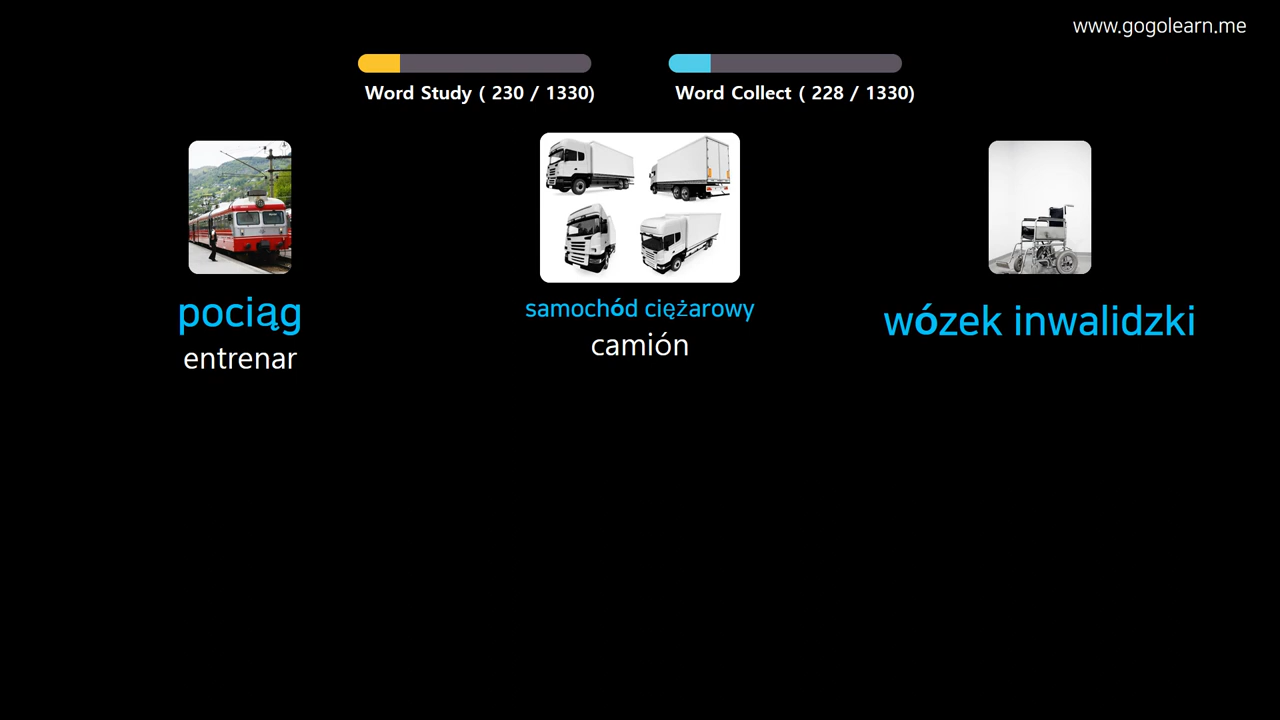 www.gogolearn.me
Word Study ( 230 / 1330)
Word Collect ( 228 / 1330)
pociąg
entrenar
samochód ciężarowy
camión
wózek inwalidzki